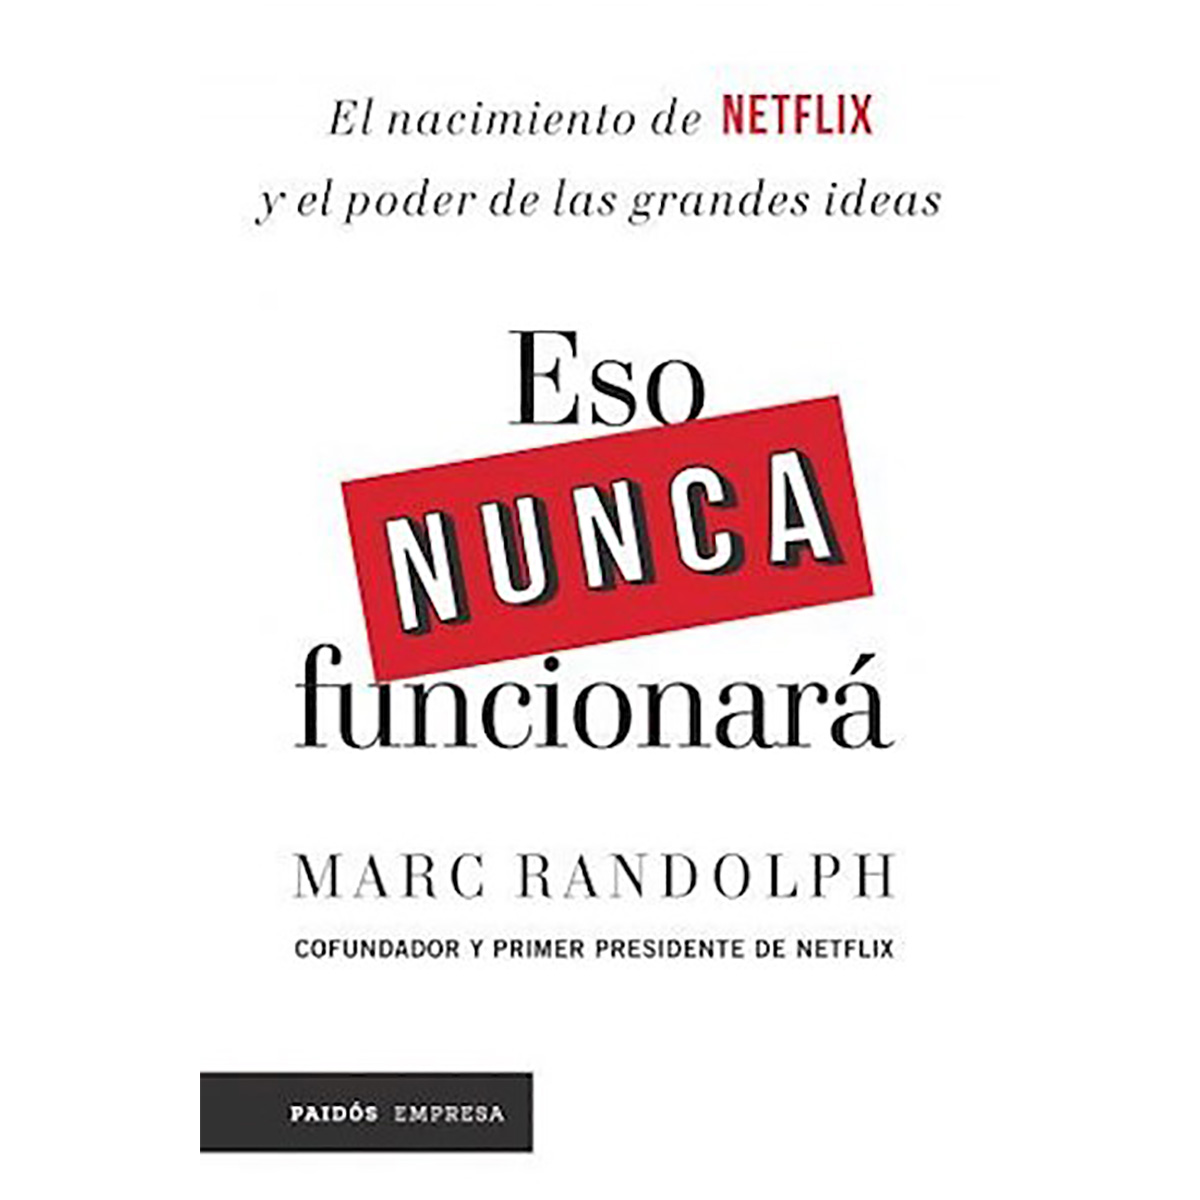 El nacimiento de NETFLIX
y el poder de las grandes ideas
Eso
NUNCA
funcionará
MARC RANDOLPH
COFUNDADOR Y PRIMER PRESIDENTE DE NETFLIX
PAIDÓS EMPRESA